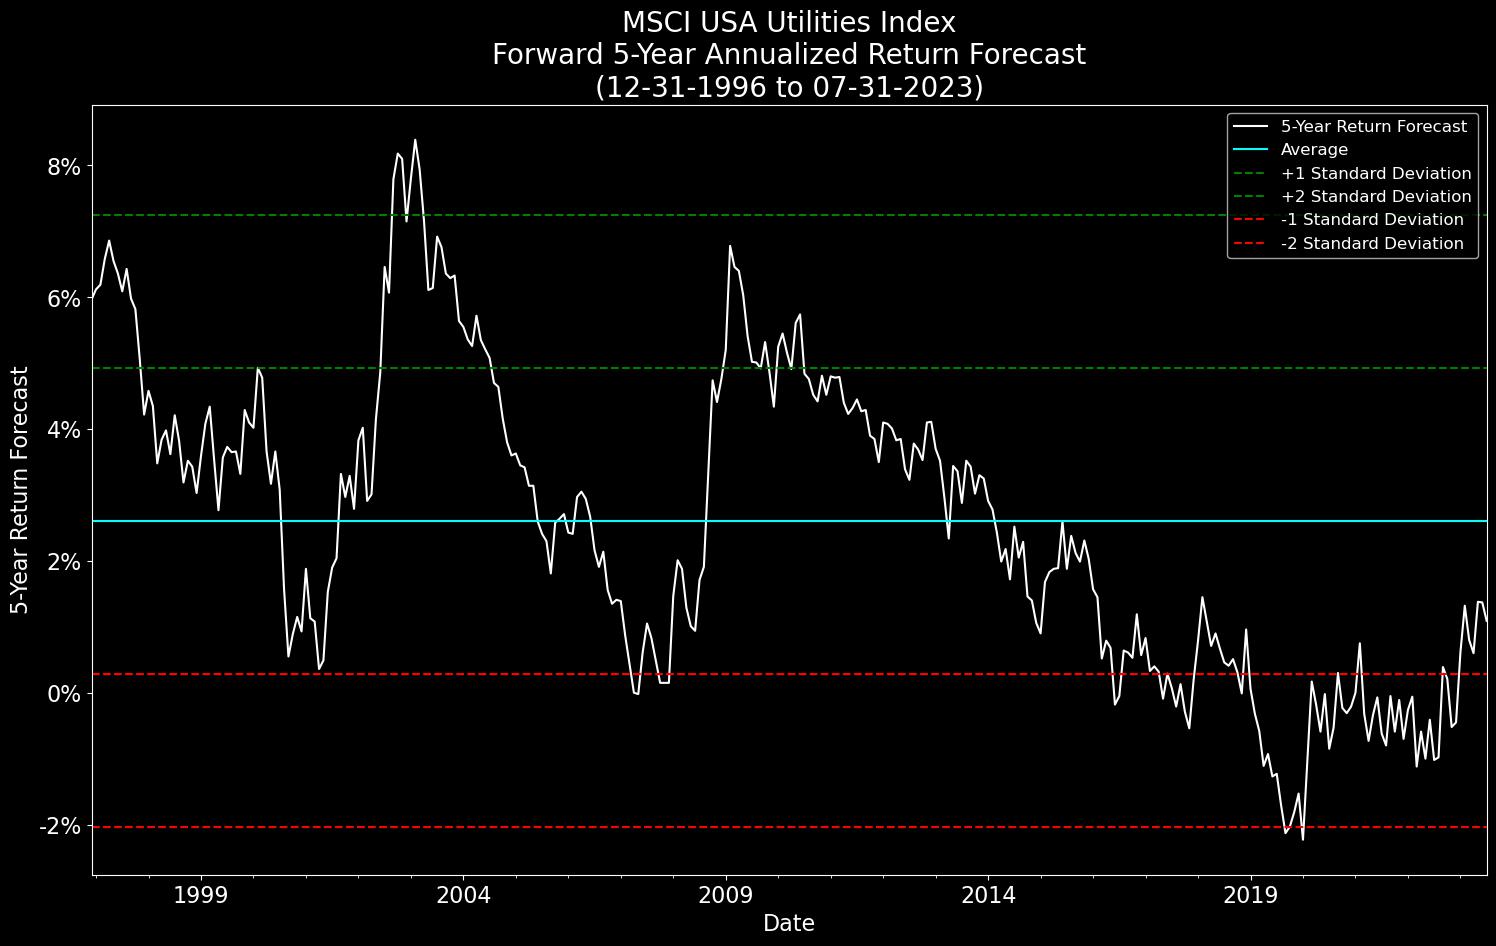 MSCI USA Utilities Index
Forward 5-Year Annualized Return Forecast
(12-31-1996 to 07-31-2023)
5-Year Return Forecast
Average
+1 Standard Deviation
+2 Standard Deviation
-1 Standard Deviation
-2 Standard Deviation
5-Year Return Forecast
8%
6%
4%
2%
0%
-2%
1999
2004
2009
2014
2019
Date